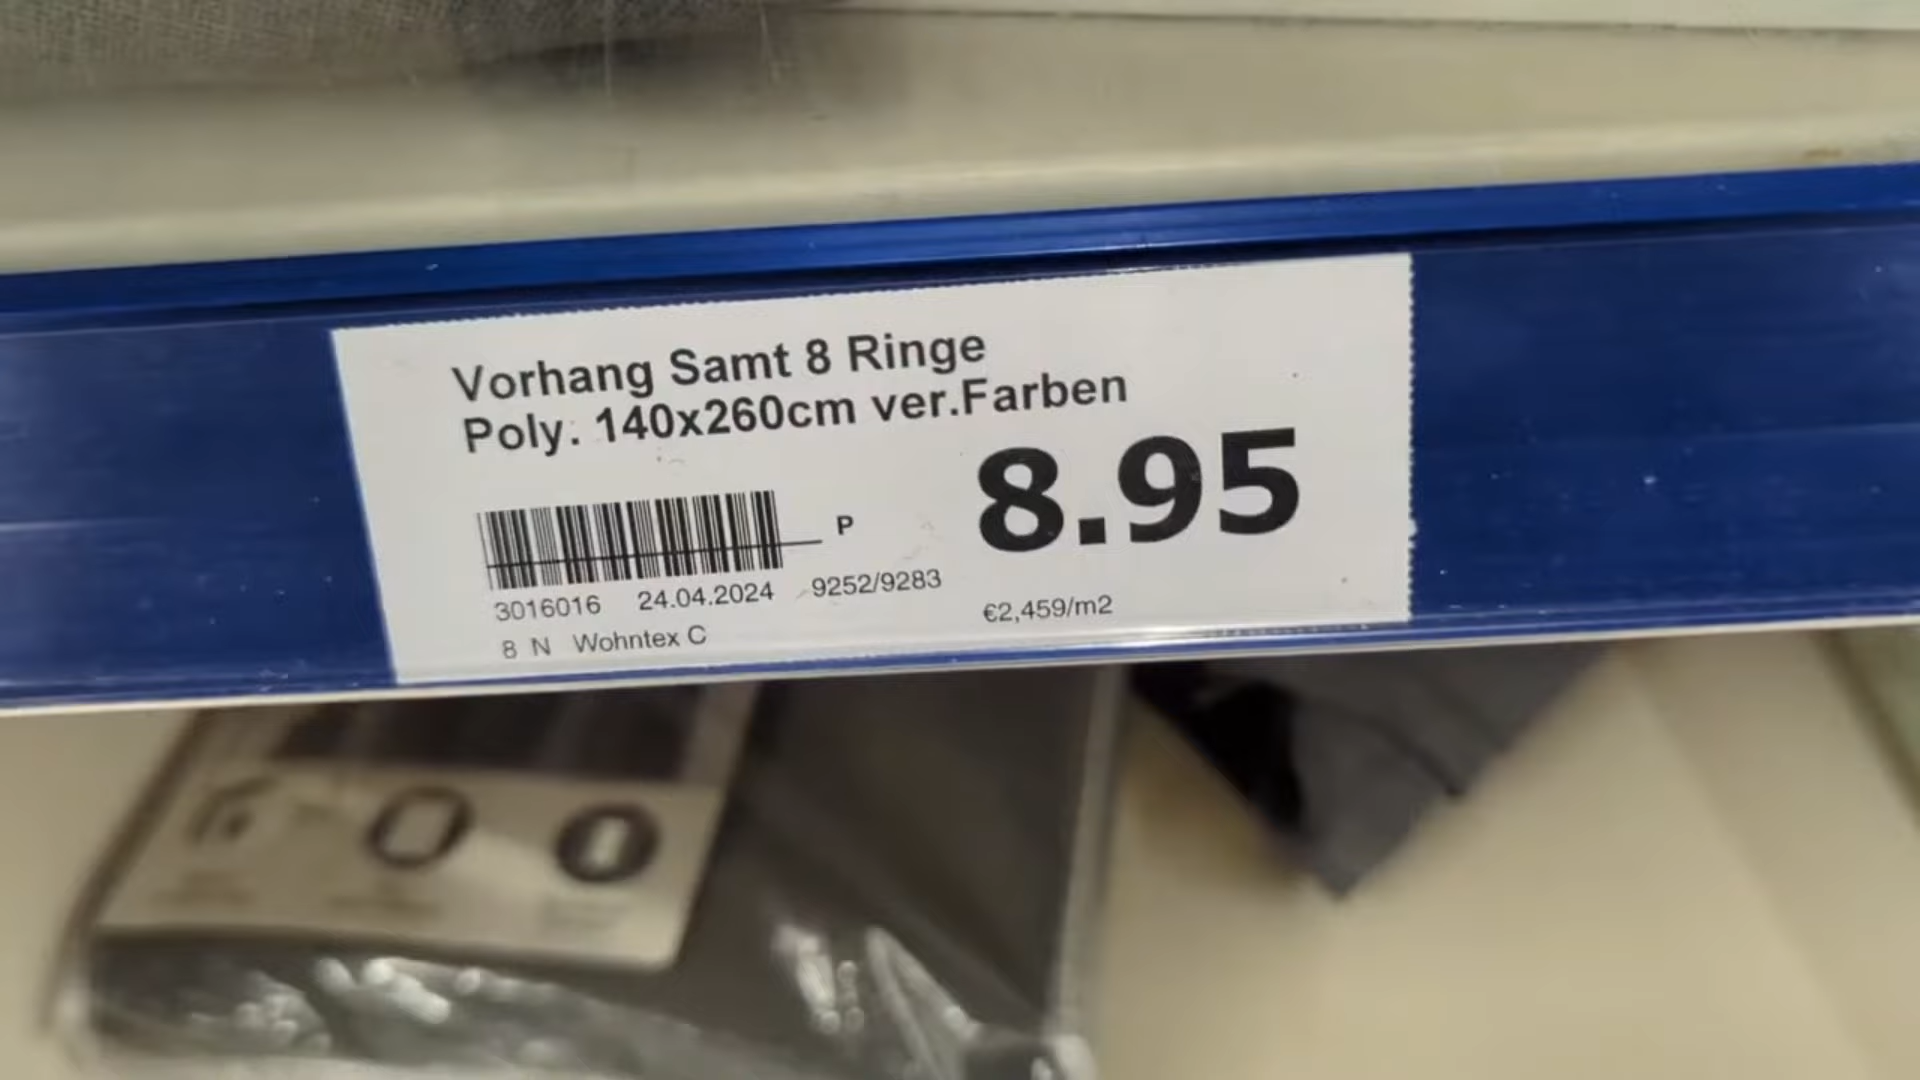 Vorhang Samt 8 Ringe
Poly. 140x260cm ver.Farben
8.95
P
3016016 24.04.2024 9252/9283
€2,459/m2
8 N Wohntex C